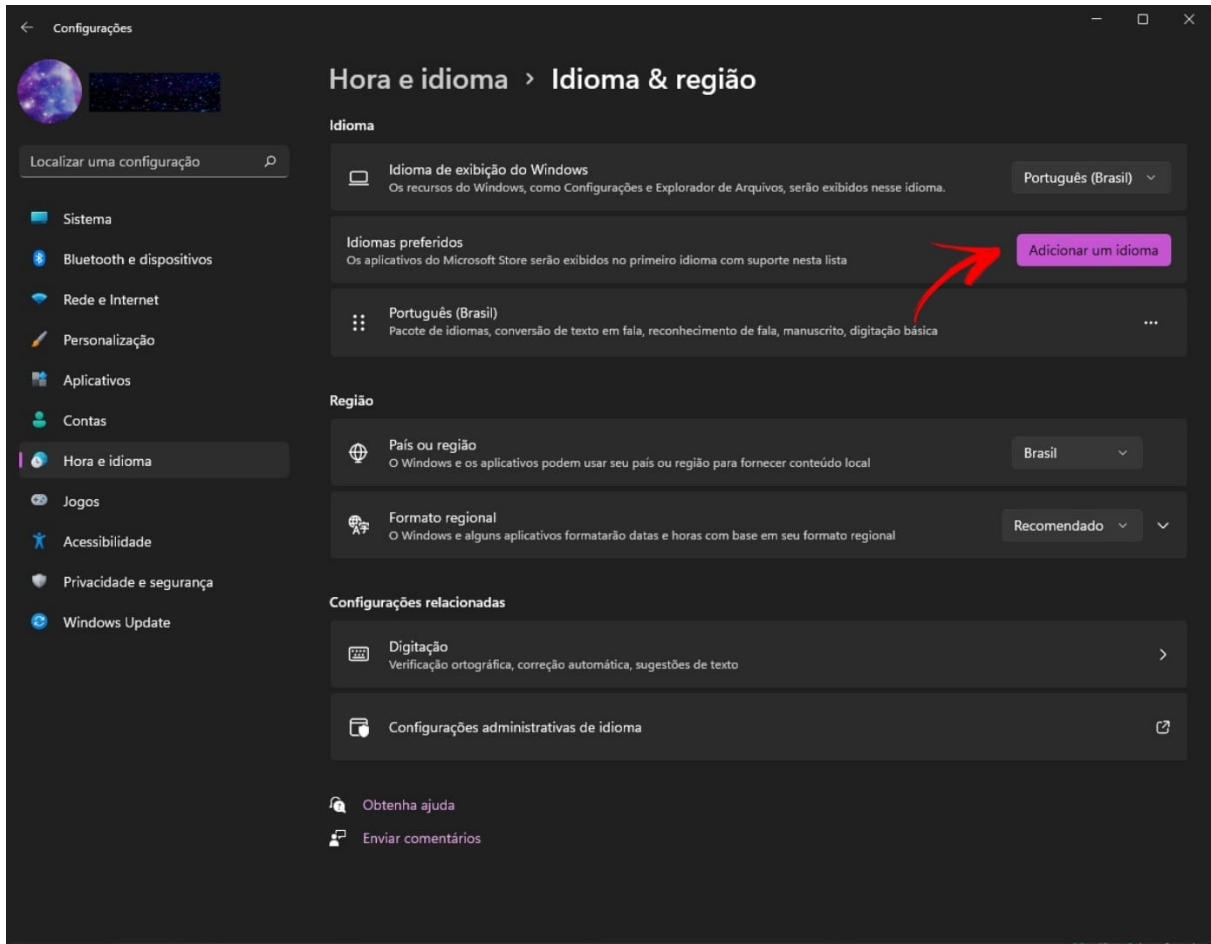 Configurações
Localizar uma configuração
Sistema
Bluetooth e dispositivos
Rede e Internet
Personalização
Aplicativos
Contas
Hora e idioma
Jogos
Acessibilidade
Privacidade e segurança
Windows Update
Hora e idioma › Idioma & região
Idioma
Idioma de exibição do Windows
Os recursos do Windows, como Configurações e Explorador de Arquivos, serão exibidos nesse idioma.
Português (Brasil)
Idiomas preferidos
Os aplicativos do Microsoft Store serão exibidos no primeiro idioma com suporte nesta lista
Adicionar um idioma
Português (Brasil)
Pacote de idiomas, conversão de texto em fala, reconhecimento de fala, manuscrito, digitação básica
Região
País ou região
O Windows e os aplicativos podem usar seu país ou região para fornecer conteúdo local
Brasil
Formato regional
O Windows e alguns aplicativos formatarão datas e horas com base em seu formato regional
Recomendado
Configurações relacionadas
Digitação
Verificação ortográfica, correção automática, sugestões de texto
Configurações administrativas de idioma
Obtenha ajuda
Enviar comentários